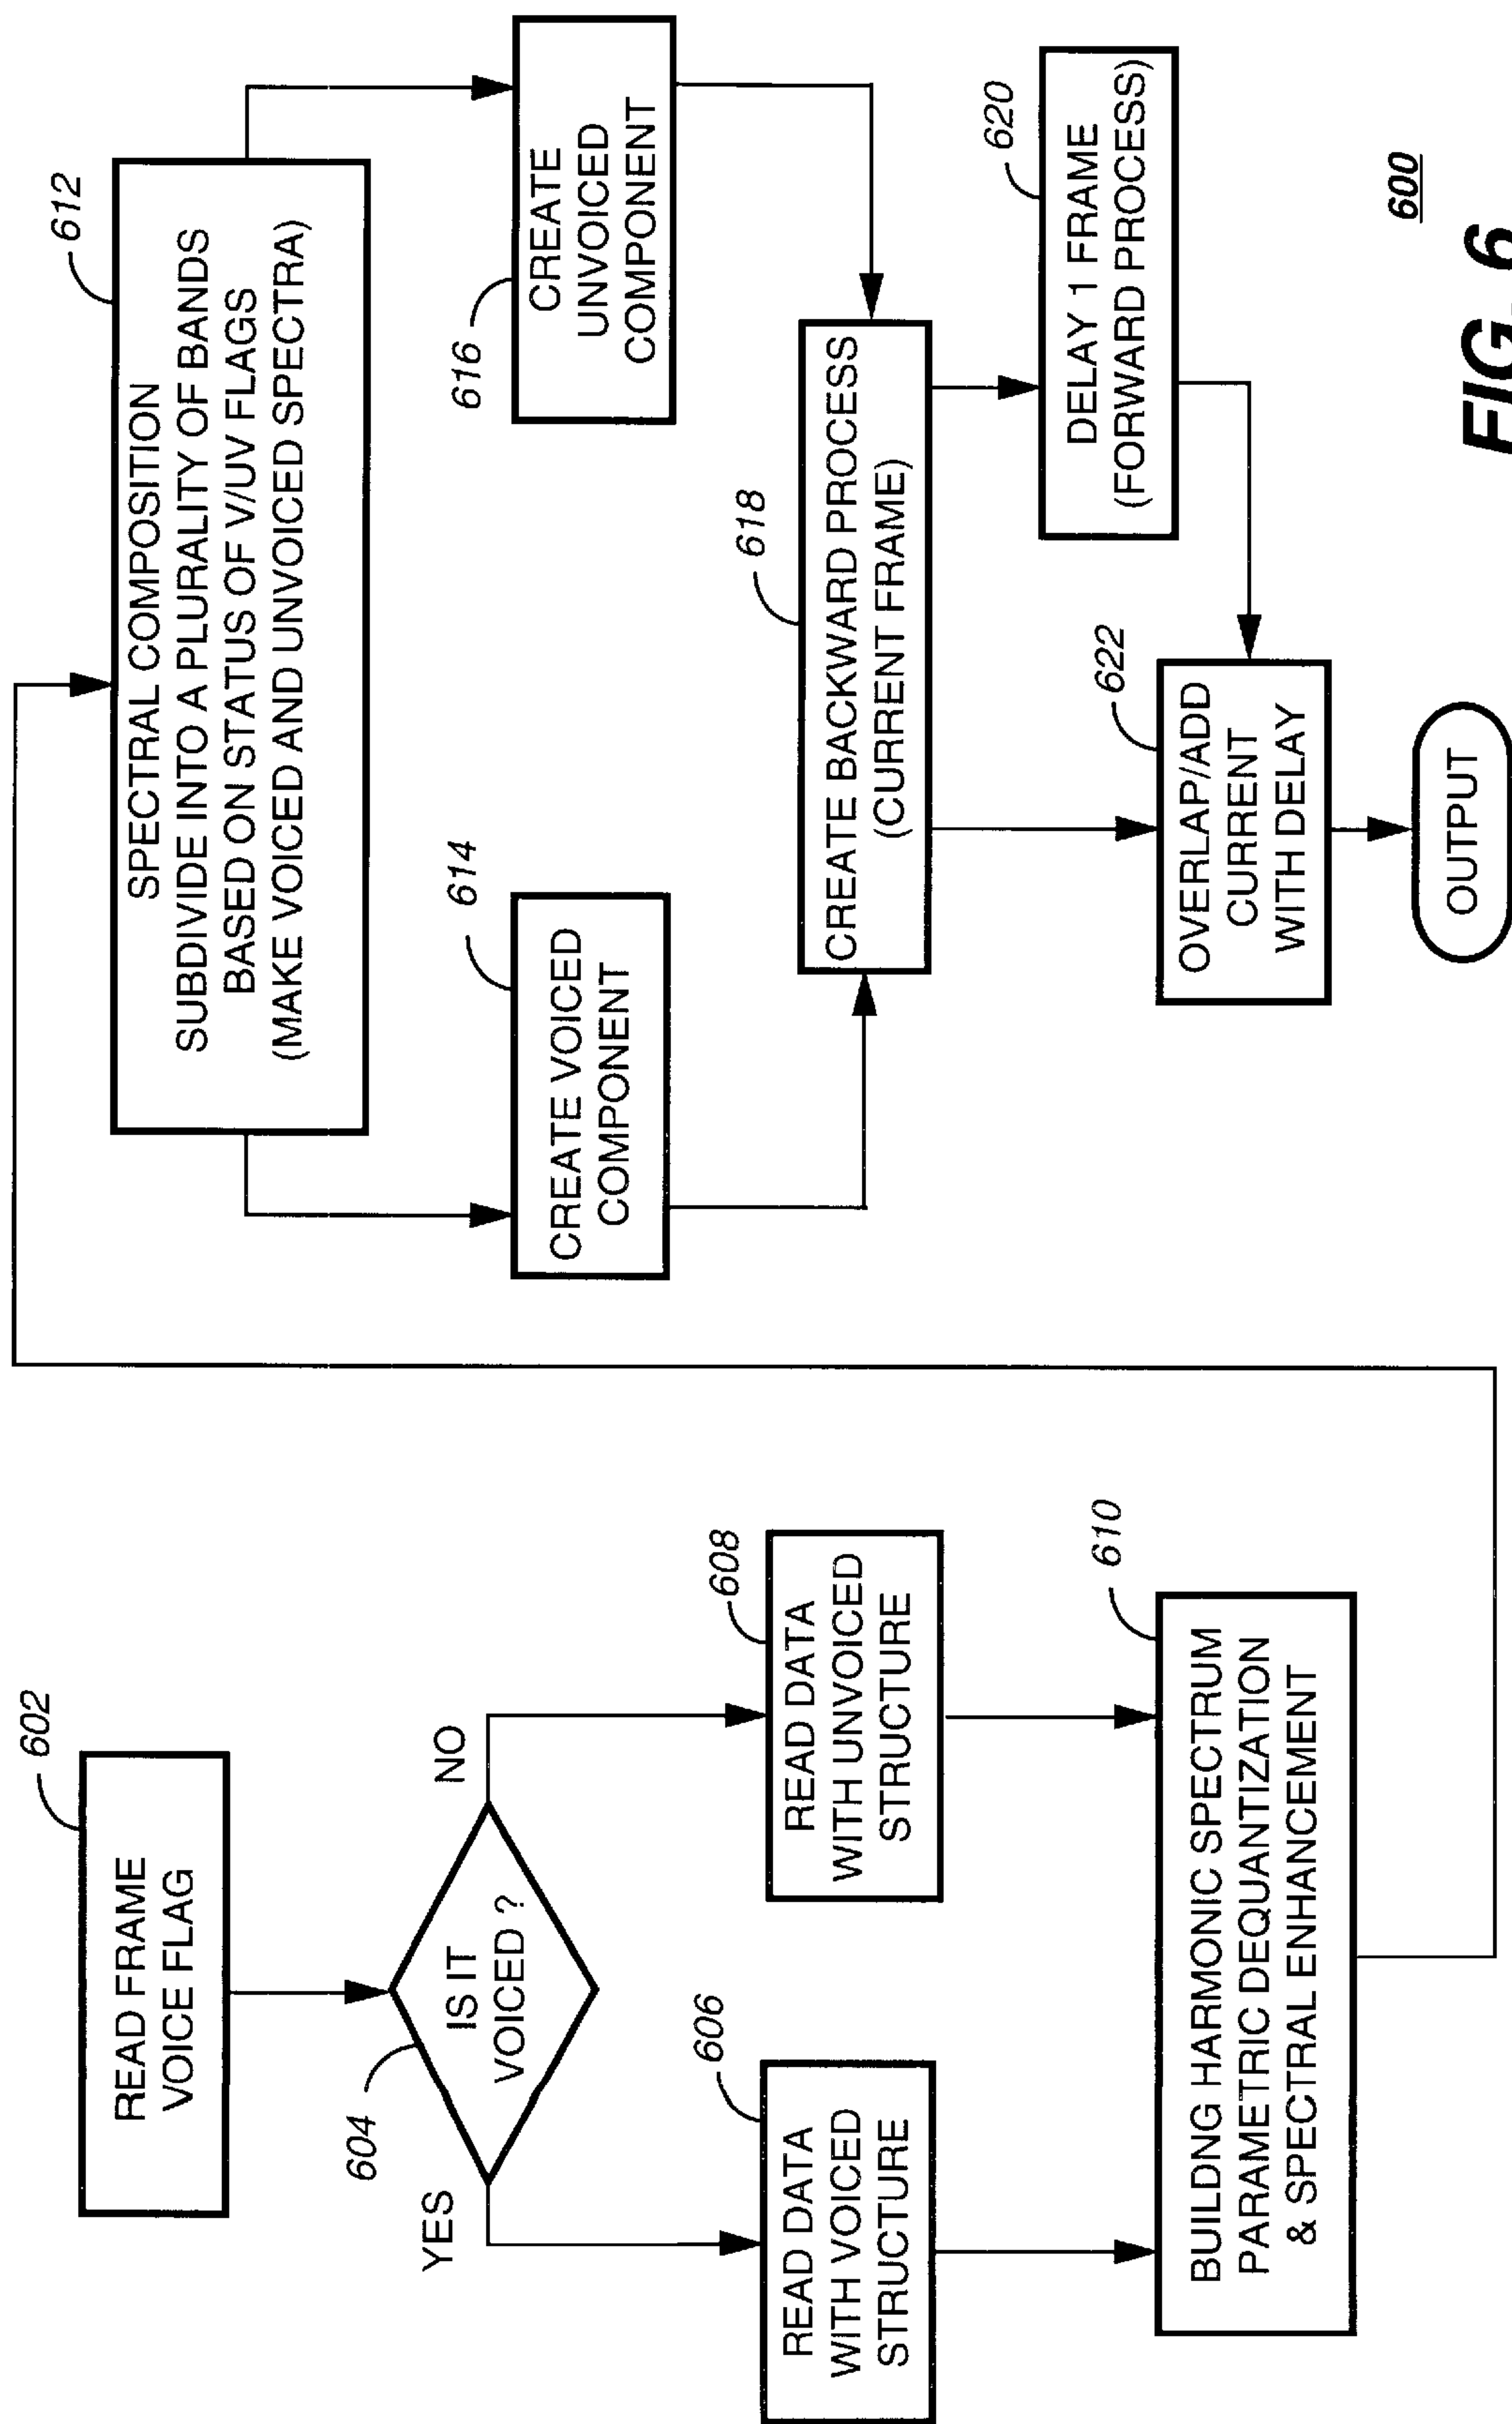 602
READ FRAME
VOICE FLAG
604
IS IT
VOICED ?
YES
NO
606
READ DATA
WITH VOICED
STRUCTURE
608
READ DATA
WITH UNVOICED
STRUCTURE
610
BUILDNG HARMONIC SPECTRUM
PARAMETRIC DEQUANTIZATION
& SPECTRAL ENHANCEMENT
612
SPECTRAL COMPOSITION
SUBDIVIDE INTO A PLURALITY OF BANDS
BASED ON STATUS OF V/UV FLAGS
(MAKE VOICED AND UNVOICED SPECTRA)
614
CREATE VOICED
COMPONENT
616
CREATE
UNVOICED
COMPONENT
618
CREATE BACKWARD PROCESS
(CURRENT FRAME)
620
DELAY 1 FRAME
(FORWARD PROCESS)
622
OVERLAP/ADD
CURRENT
WITH DELAY
OUTPUT
600
FIG. 6